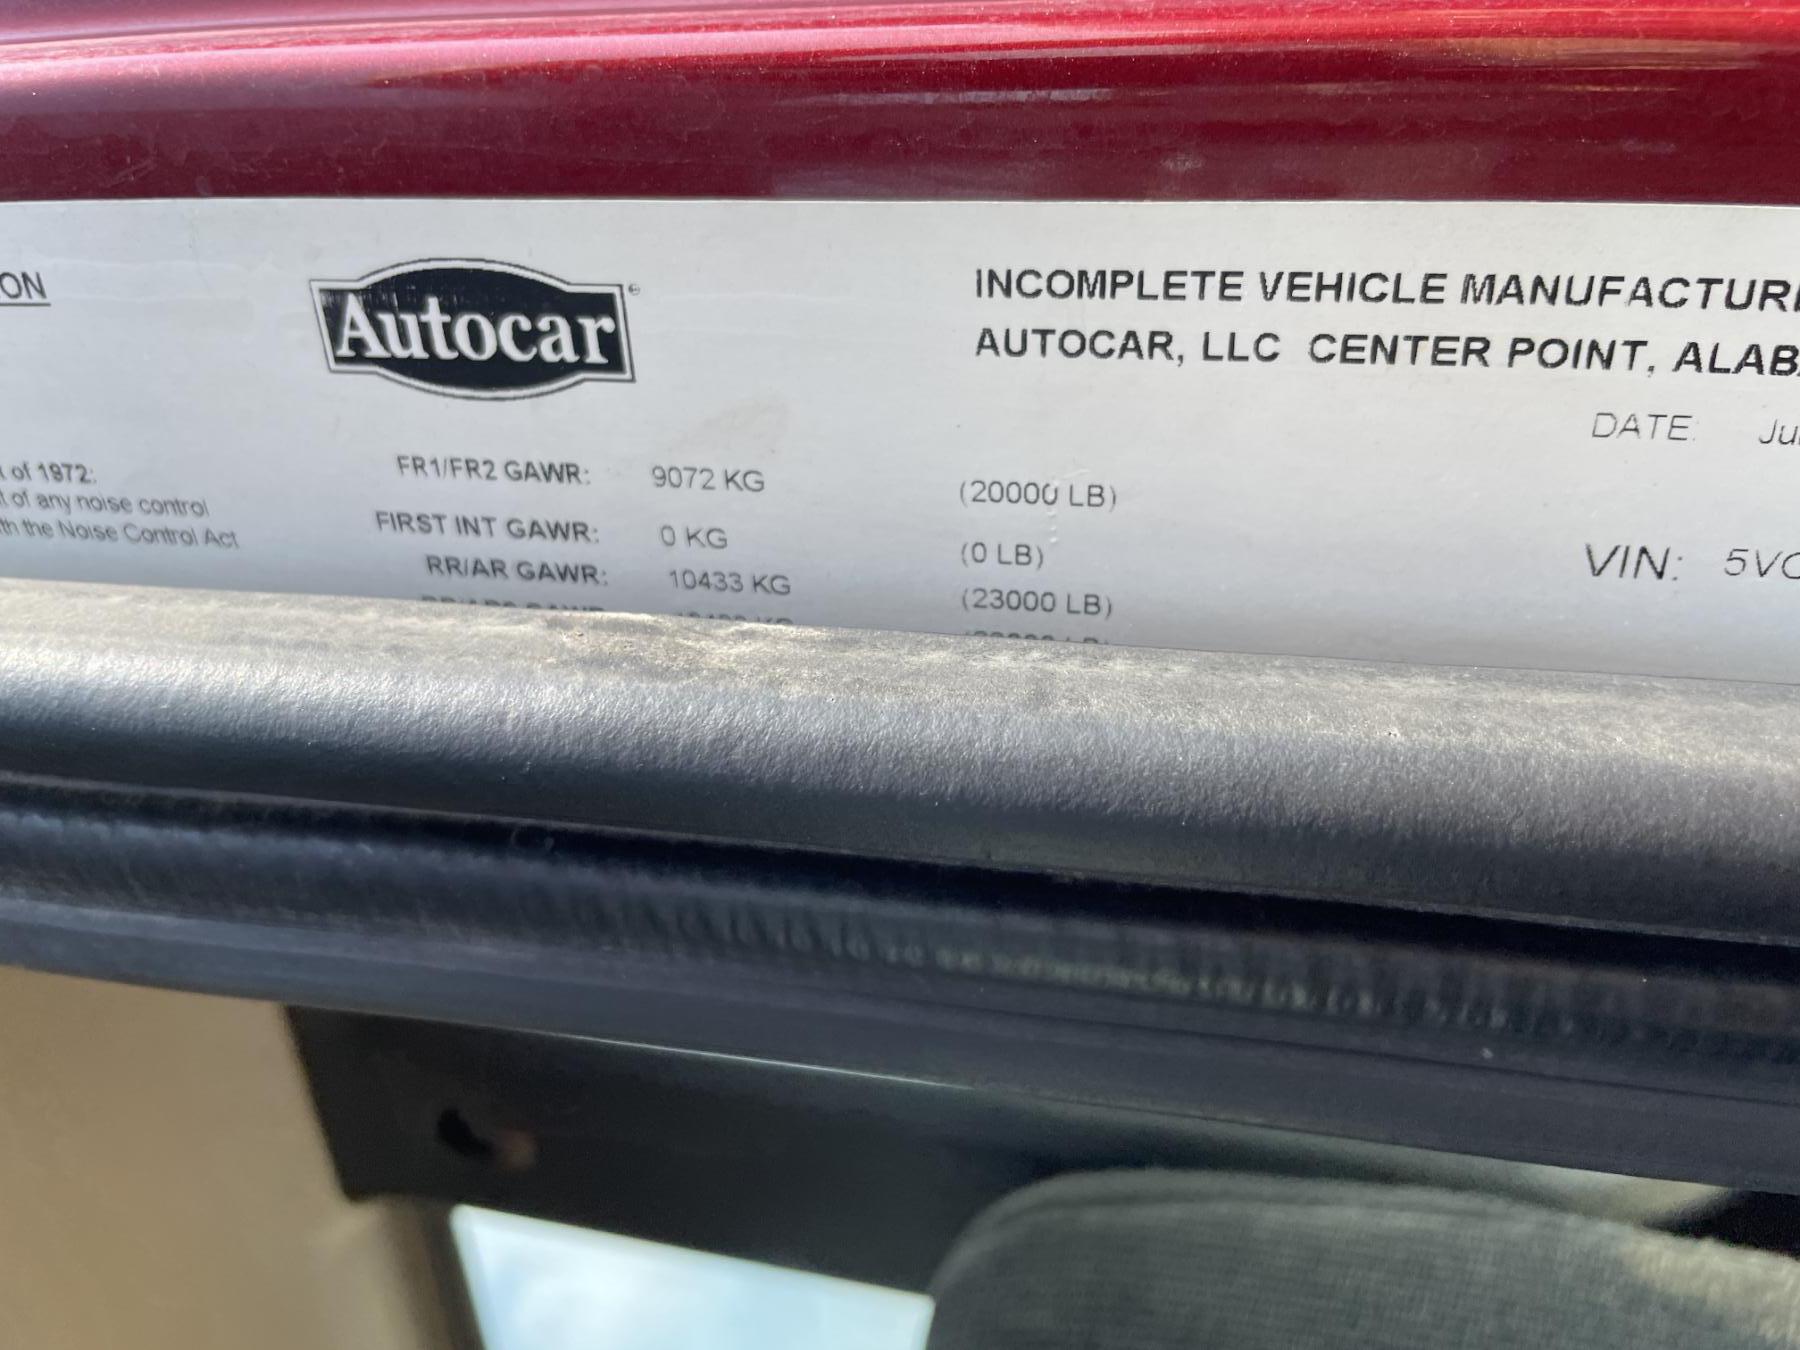 ON
Autocar
INCOMPLETE VEHICLE MANUFACTUR
AUTOCAR, LLC CENTER POINT, ALAB
DATE: Ju
of 1972:
of any noise control
the Noise Control Act
FR1/FR2 GAWR: 9072 KG (20000 LB)
FIRST INT GAWR: 0 KG (0 LB)
RR/AR GAWR: 10433 KG (23000 LB)
VIN: 5VC